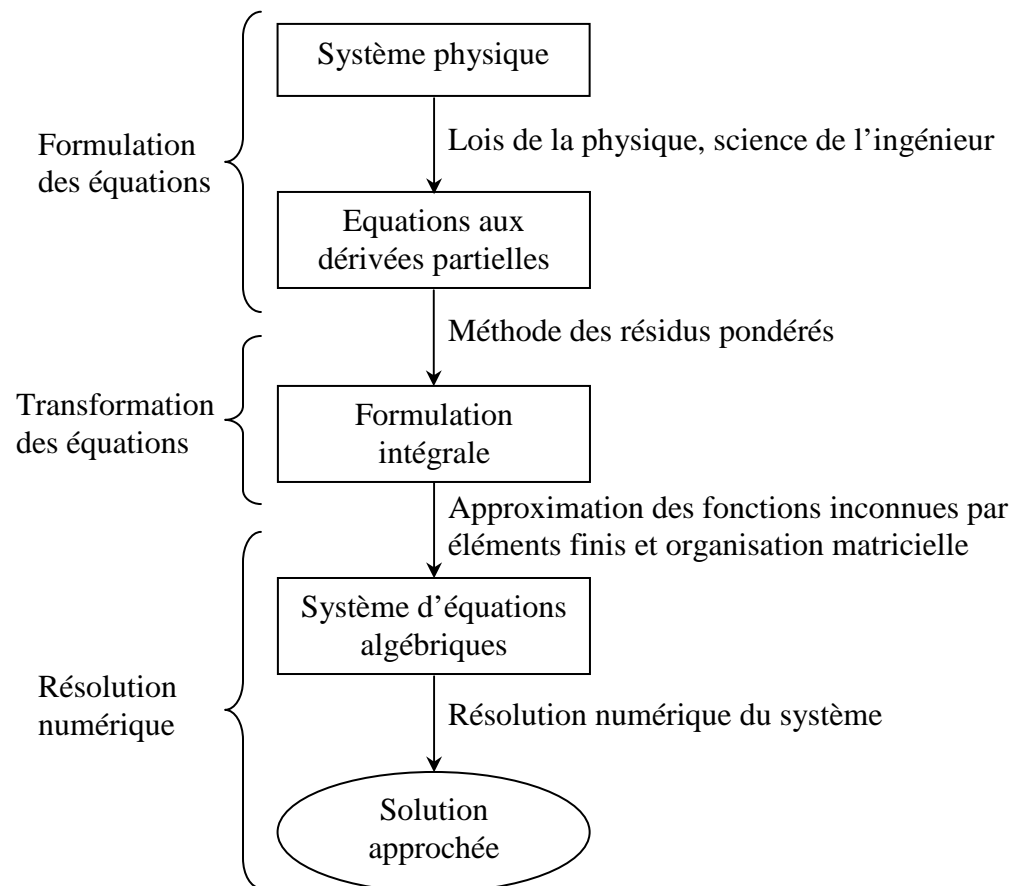 Système physique
Lois de la physique, science de l’ingénieur
Formulation
des équations
Equations aux
dérivées partielles
Méthode des résidus pondérés
Transformation
des équations
Formulation
intégrale
Approximation des fonctions inconnues par
éléments finis et organisation matricielle
Système d’équations
algébriques
Résolution
numérique
Résolution numérique du système
Solution
approchée